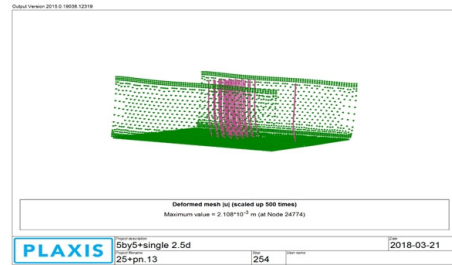 Output Version 2015.0.19008.12319
Deformed mesh |u| (scaled up 500 times)
Maximum value = 2.108*10-3 m (at Node 24774)
PLAXIS
Project description
5by5+single 2.5d
Date
2018-03-21
Project filename
25+pn.13
Step
254
User name